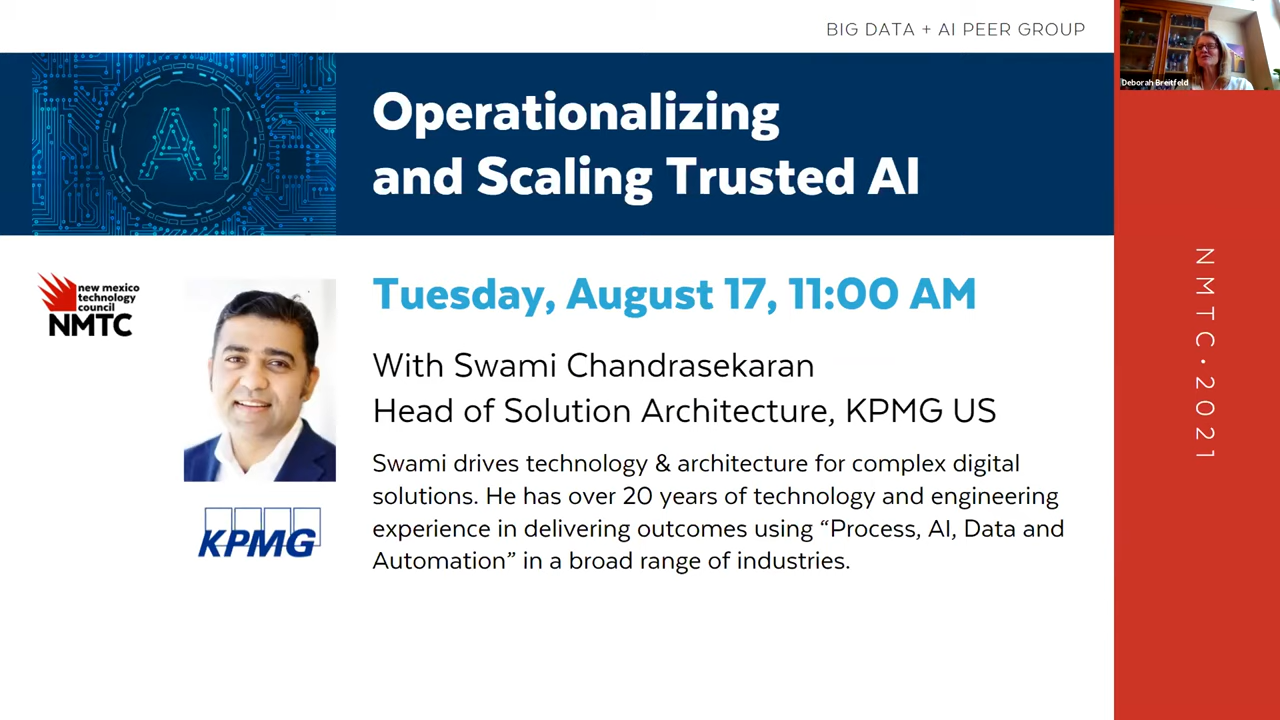 BIG DATA + AI PEER GROUP
Deborah Breitfeld
AI
Operationalizing
and Scaling Trusted AI
new mexico
technology
council
NMTC
Tuesday, August 17, 11:00 AM
With Swami Chandrasekaran
Head of Solution Architecture, KPMG US
Swami drives technology & architecture for complex digital
solutions. He has over 20 years of technology and engineering
experience in delivering outcomes using “Process, AI, Data and
Automation” in a broad range of industries.
KPMG
NMTC•2021